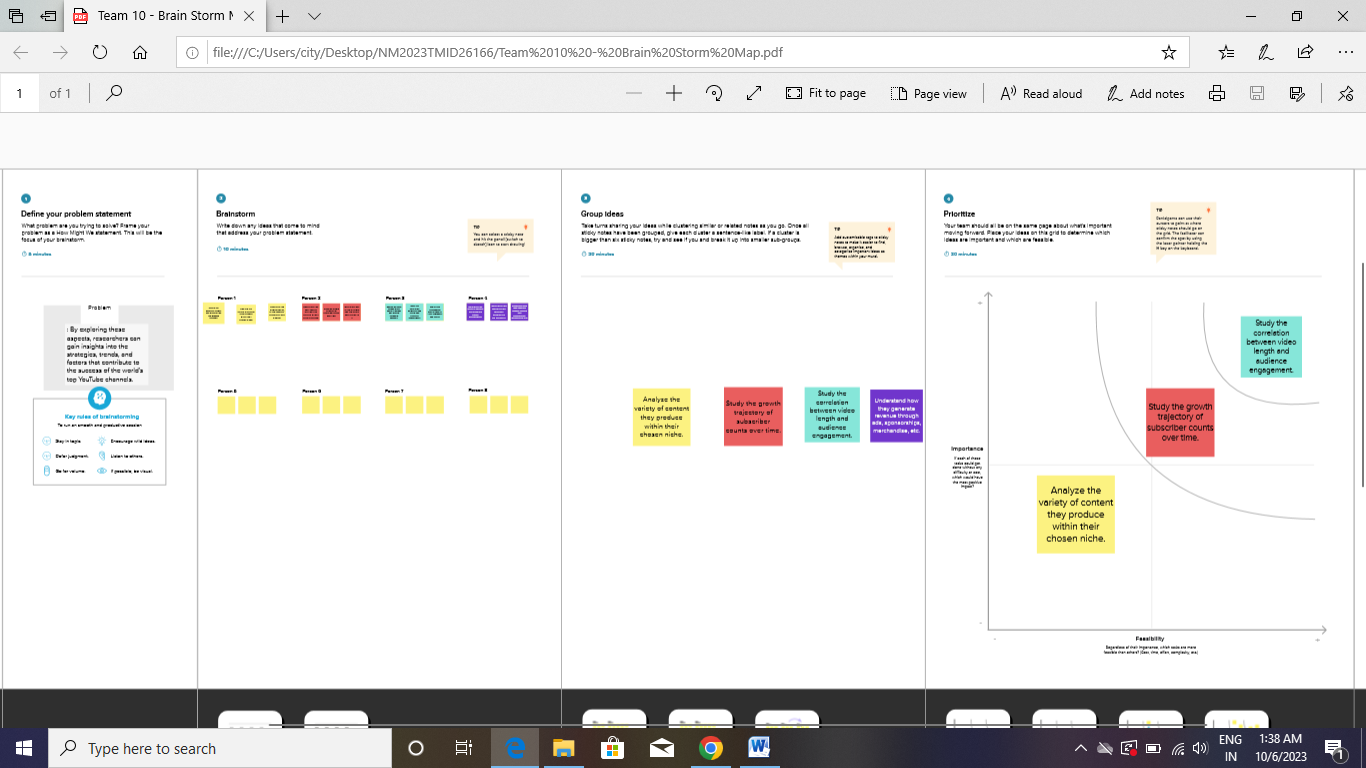 Team 10 - Brain Storm M
file:///C:/Users/city/Desktop/NM2023TMID26166/Team%2010%20-%20Brain%20Storm%20Map.pdf
1 of 1
Fit to page
Page view
Read aloud
Add notes
1
Define your problem statement
What problem are you trying to solve? Frame your
problem as a How Might We statement. This will be the
focus of your brainstorm.
5 minutes
Problem
: By exploring these
aspects, researchers can
gain insights into the
strategies, trends, and
factors that contribute to
the success of the world's
top YouTube channels.
Key rules of brainstorming
To run an smooth and productive session
Stay in topic.
Encourage wild ideas.
Defer judgment.
Listen to others.
Go for volume.
If possible, be visual.
2
Brainstorm
Write down any ideas that come to mind
that address your problem statement.
10 minutes
TIP
You can select a sticky note
and hit the pencil [switch to
sketch] icon to start drawing!
Person 1
Person 2
Person 3
Person 4
Person 5
Person 6
Person 7
Person 8
3
Group ideas
Take turns sharing your ideas while clustering similar or related notes as you go. Once all
sticky notes have been grouped, give each cluster a sentence-like label. If a cluster is
bigger than six sticky notes, try and see if you and break it up into smaller sub-groups.
20 minutes
TIP
Add customizable tags to sticky
notes to make it easier to find,
browse, organize, and
categorize important ideas as
themes within your mural.
Analyze the
variety of content
they produce
within their
chosen niche.
Study the growth
trajectory of
subscriber
counts over time.
Study the
correlation
between video
length and
audience
engagement.
Understand how
they generate
revenue through
ads, sponsorships,
merchandise, etc.
4
Prioritize
Your team should all be on the same page about what's important
moving forward. Place your ideas on this grid to determine which
ideas are important and which are feasible.
20 minutes
TIP
Participants can use their
cursors to point at where
sticky notes should go on
the grid. The facilitator can
confirm the spot by using
the laser pointer holding the
H key on the keyboard.
Study the
correlation
between video
length and
audience
engagement.
Study the growth
trajectory of
subscriber counts
over time.
Analyze the
variety of content
they produce
within their
chosen niche.
Importance
If each of these
tasks could get
done without any
difficulty or cost,
which would have
the most positive
impact?
Feasibility
Regardless of their importance, which tasks are more
feasible than others? (Cost, time, effort, complexity, etc.)
Type here to search
ENG
IN
1:38 AM
10/6/2023
1